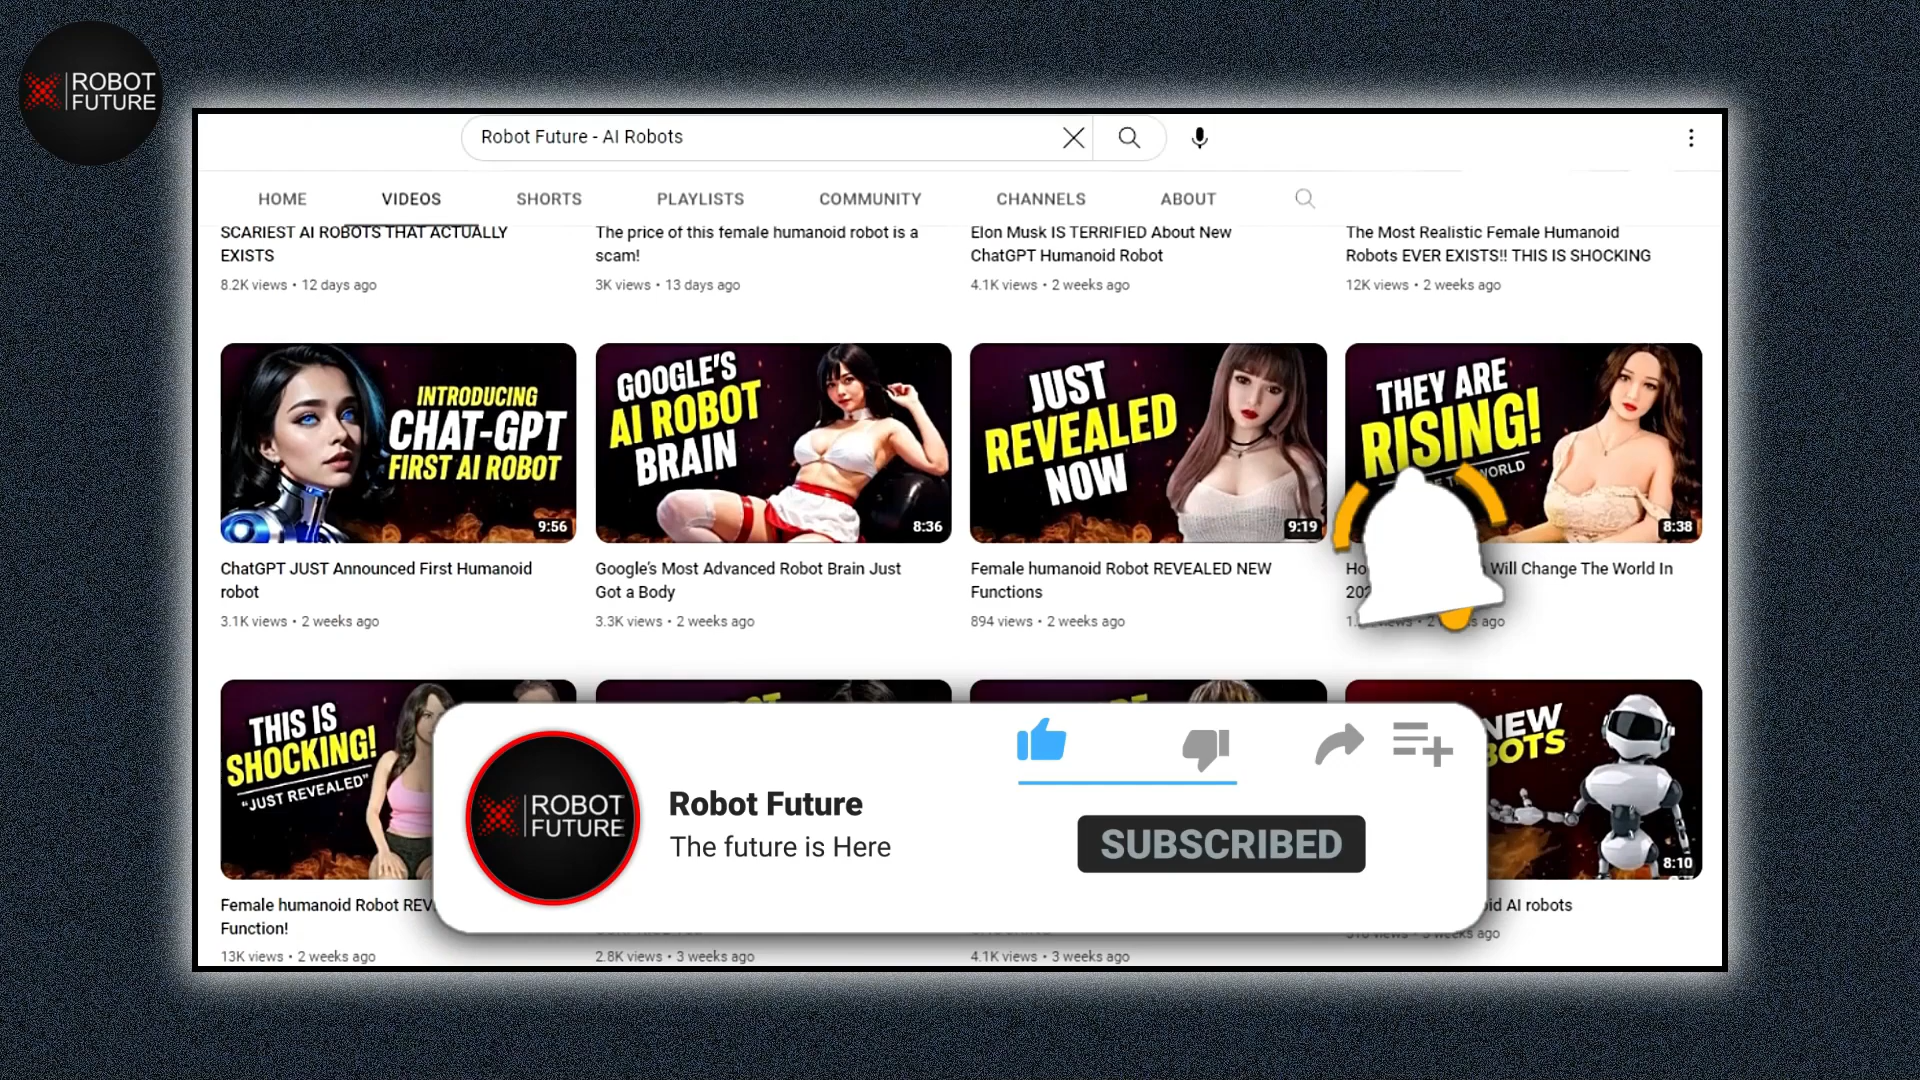 ROBOT
FUTURE
Robot Future - AI Robots
HOME VIDEOS SHORTS PLAYLISTS COMMUNITY CHANNELS ABOUT
SCARIEST AI ROBOTS THAT ACTUALLY
EXISTS
8.2K views • 12 days ago
The price of this female humanoid robot is a
scam!
3K views • 13 days ago
Elon Musk IS TERRIFIED About New
ChatGPT Humanoid Robot
4.1K views • 2 weeks ago
The Most Realistic Female Humanoid
Robots EVER EXISTS!! THIS IS SHOCKING
12K views • 2 weeks ago
INTRODUCING
CHAT-GPT
FIRST AI ROBOT
9:56
ChatGPT JUST Announced First Humanoid
robot
3.1K views • 2 weeks ago
GOOGLE'S
AI ROBOT
BRAIN
8:36
Google's Most Advanced Robot Brain Just
Got a Body
3.3K views • 2 weeks ago
JUST
REVEALED
NOW
9:19
Female humanoid Robot REVEALED NEW
Functions
894 views • 2 weeks ago
THEY ARE
RISING!
WORLD
8:38
Will Change The World In
ago
THIS IS
SHOCKING!
"JUST REVEALED"
Female humanoid Robot
Function!
13K views • 2 weeks ago
2.8K views • 3 weeks ago
4.1K views • 3 weeks ago
NEW
8:10
AI robots
weeks ago
ROBOT
FUTURE
Robot Future
The future is Here
SUBSCRIBED